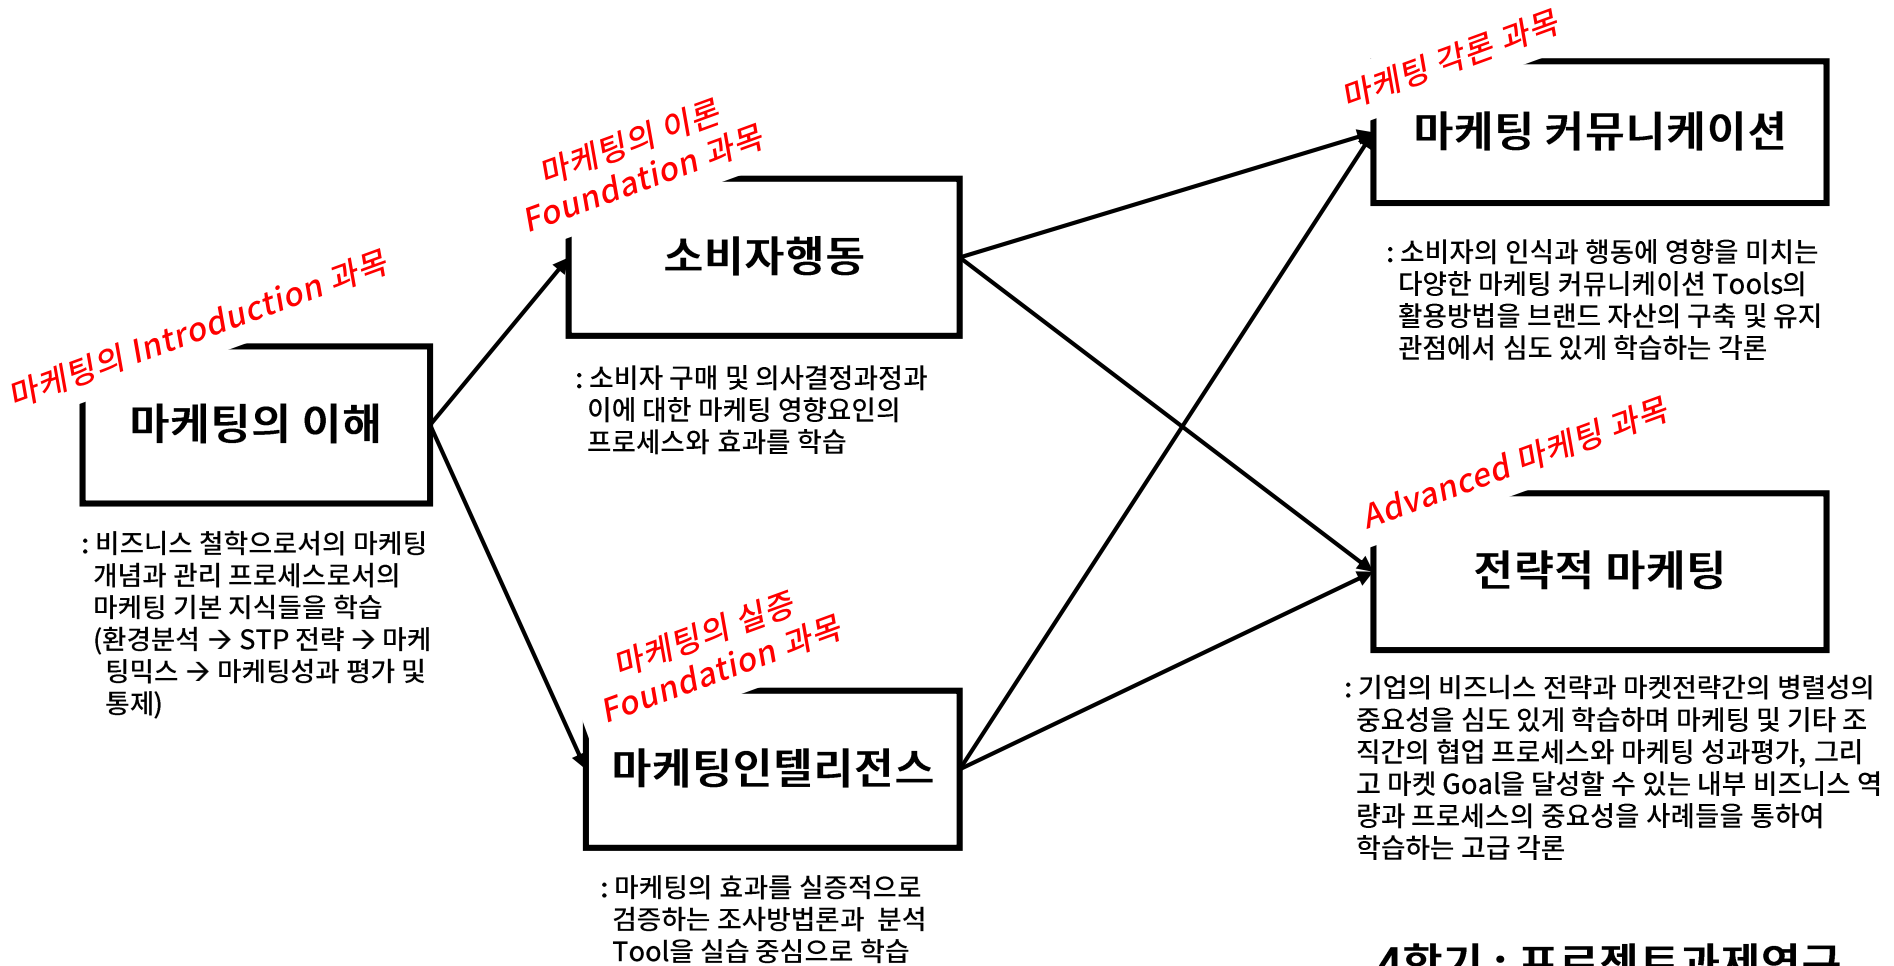 마케팅의 Introduction 과목
마케팅의 이해
: 비즈니스 철학으로서의 마케팅
개념과 관리 프로세스로서의
마케팅 기본 지식들을 학습
(환경분석 → STP 전략 → 마케
팅믹스 → 마케팅성과 평가 및
통제)
마케팅의 이론
Foundation 과목
소비자행동
: 소비자 구매 및 의사결정과정과
이에 대한 마케팅 영향요인의
프로세스와 효과를 학습
마케팅의 실증
Foundation 과목
마케팅인텔리전스
: 마케팅의 효과를 실증적으로
검증하는 조사방법론과 분석
Tool을 실습 중심으로 학습
마케팅 각론 과목
마케팅 커뮤니케이션
: 소비자의 인식과 행동에 영향을 미치는
다양한 마케팅 커뮤니케이션 Tools의
활용방법을 브랜드 자산의 구축 및 유지
관점에서 심도 있게 학습하는 각론
Advanced 마케팅 과목
전략적 마케팅
: 기업의 비즈니스 전략과 마켓전략간의 병렬성의
중요성을 심도 있게 학습하며 마케팅 및 기타 조
직간의 협업 프로세스와 마케팅 성과평가, 그리
고 마켓 Goal을 달성할 수 있는 내부 비즈니스 역
량과 프로세스의 중요성을 사례들을 통하여
학습하는 고급 각론
4학기 : 프로젝트과제연구